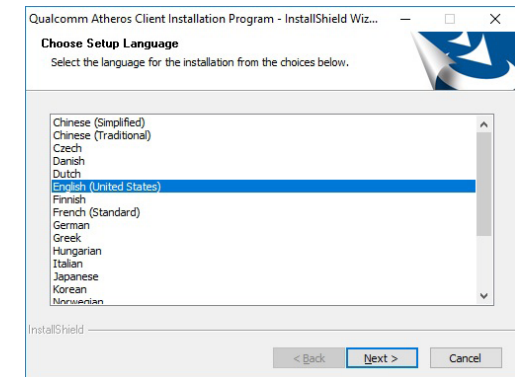 Qualcomm Atheros Client Installation Program - InstallShield Wiz...
Choose Setup Language
Select the language for the installation from the choices below.
Chinese (Simplified)
Chinese (Traditional)
Czech
Danish
Dutch
English (United States)
Finnish
French (Standard)
German
Greek
Hungarian
Italian
Japanese
Korean
Norwegian
InstallShield
< Back
Next >
Cancel